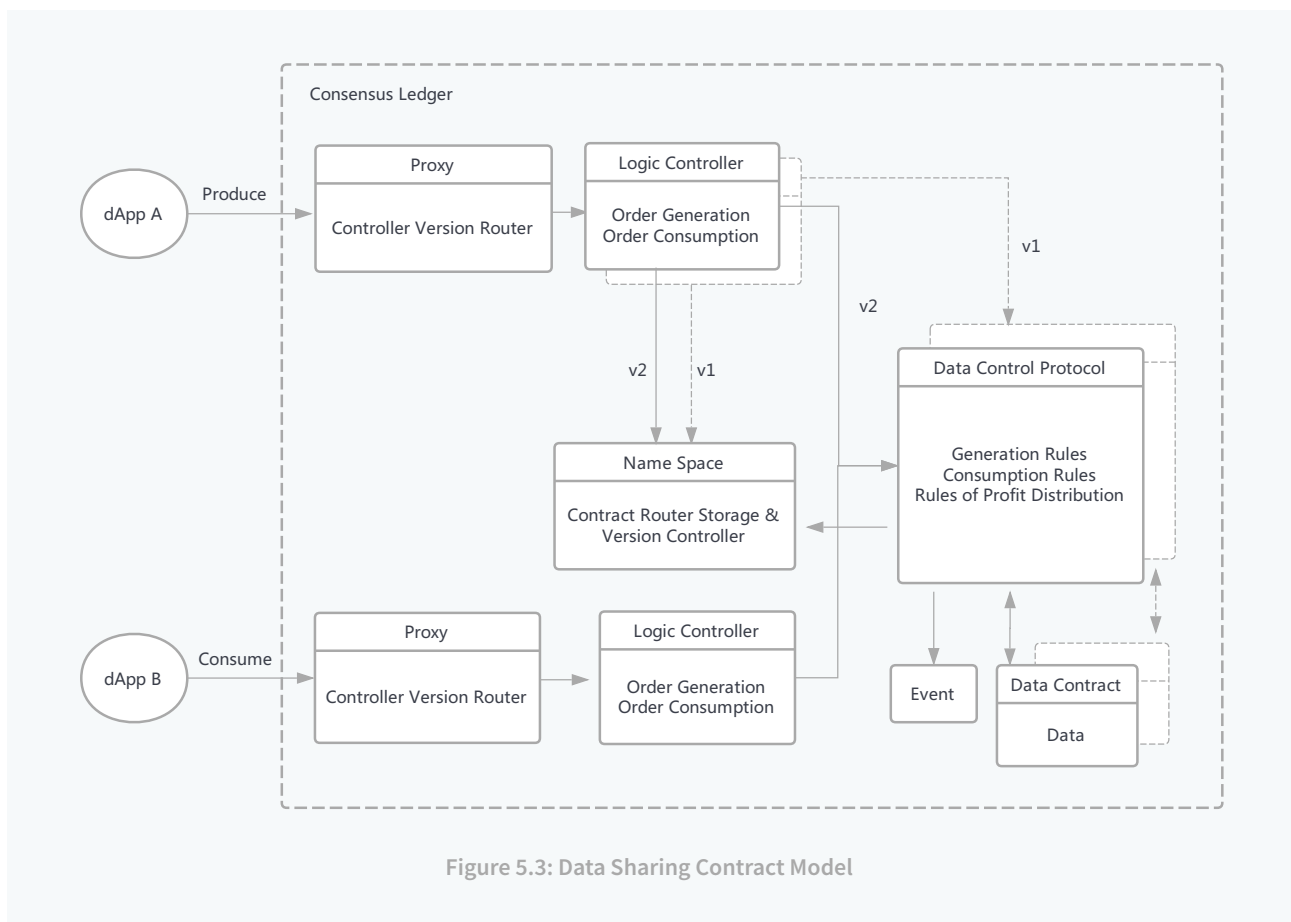 Consensus Ledger
Proxy
Controller Version Router
Logic Controller
Order Generation
Order Consumption
dApp A
Produce
v1
v2
v2
v1
Data Control Protocol
Generation Rules
Consumption Rules
Rules of Profit Distribution
Name Space
Contract Router Storage &
Version Controller
dApp B
Consume
Proxy
Controller Version Router
Logic Controller
Order Generation
Order Consumption
Event
Data Contract
Data
Figure 5.3: Data Sharing Contract Model